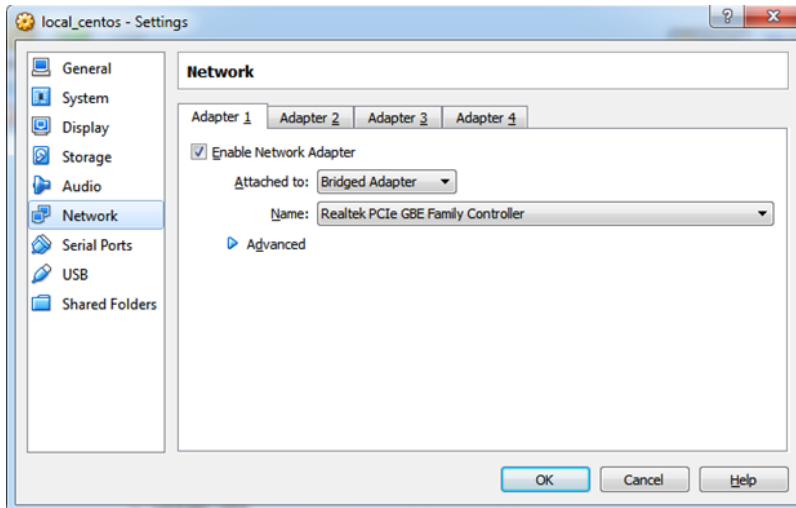 local_centos - Settings
General
System
Display
Storage
Audio
Network
Serial Ports
USB
Shared Folders
Network
Adapter 1 Adapter 2 Adapter 3 Adapter 4
Enable Network Adapter
Attached to: Bridged Adapter
Name: Realtek PCIe GBE Family Controller
Advanced
OK Cancel Help